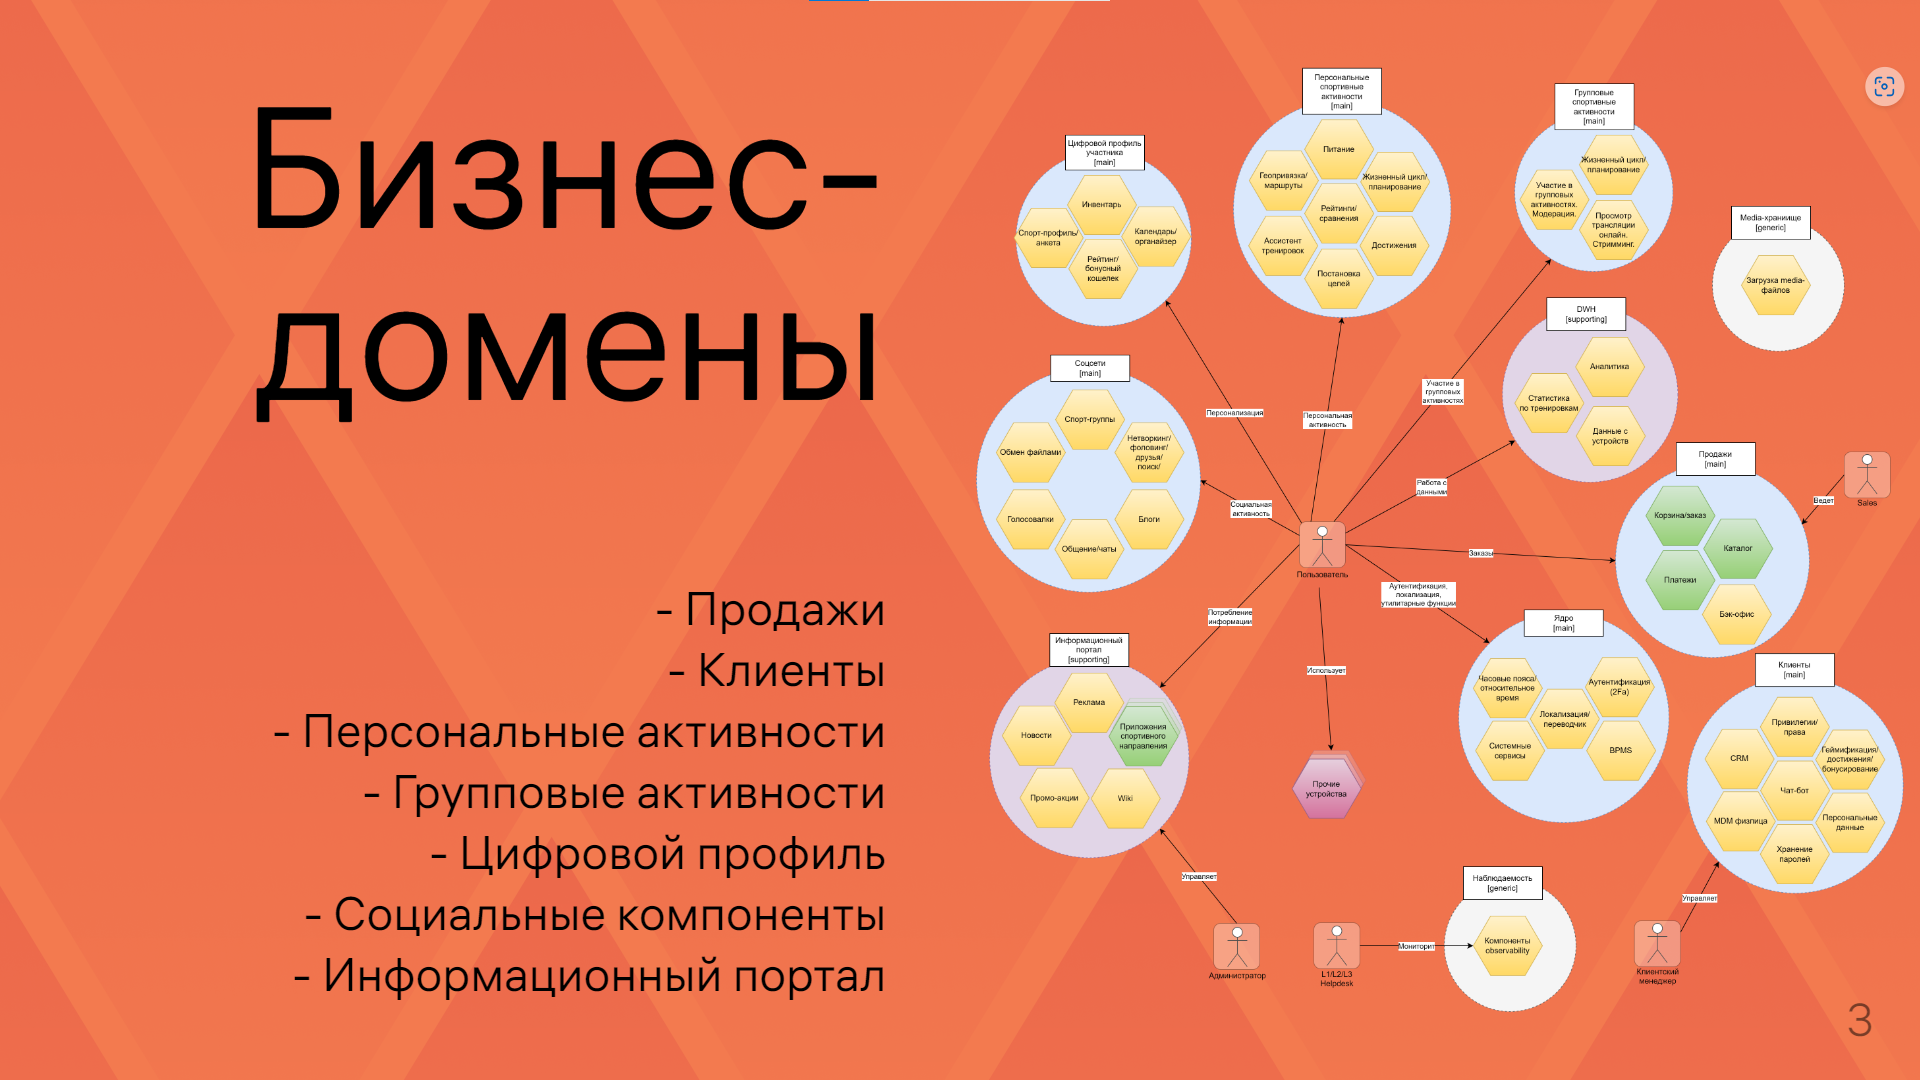 Бизнес-
домены
- Продажи
- Клиенты
- Персональные активности
- Групповые активности
- Цифровой профиль
- Социальные компоненты
- Информационный портал
Цифровой профиль
участника
[main]
Инвентарь
Спорт-профиль/
анкета
Календарь/
органайзер
Рейтинг/
бонусный
кошелек
Персональные
спортивные
активности
[main]
Питание
Геопривязка/
маршруты
Жизненный цикл/
планирование
Рейтинги/
сравнения
Ассистент
тренировок
Достижения
Постановка
целей
Групповые
спортивные
активности
[main]
Жизненный цикл/
планирование
Участие в
групповых
активностях.
Модерация.
Просмотр
трансляции
онлайн.
Стримминг.
Media-храниище
[generic]
Загрузка media-
файлов
DWH
[supporting]
Аналитика
Статистика
по тренировкам
Данные с
устройств
Соцсети
[main]
Спорт-группы
Обмен файлами
Нетворкинг/
фоловинг/
друзья/
поиск/
Голосовалки
Блоги
Общение/чаты
Персонализация
Персональная
активность
Участие в
групповых
активностях
Работа с
данными
Социальная
активность
Заказы
Пользователь
Аутентификация,
локализация,
утилитарные функции
Потребление
информации
Использует
Продажи
[main]
Корзина/заказ
Каталог
Платежи
Бэк-офис
Ведет
Sales
Информационный
портал
[supporting]
Реклама
Новости
Приложения
спортивного
направления
Промо-акции
Wiki
Прочие
устройства
Ядро
[main]
Часовые пояса/
относительное
время
Аутентификация
(2Fa)
Локализация/
переводчик
Системные
сервисы
BPMS
Клиенты
[main]
Привилегии/
права
CRM
Геймификация/
достижения/
бонусирование
Чат-бот
MDM физлица
Персональные
данные
Хранение
паролей
Управляет
Администратор
L1/L2/L3
Helpdesk
Мониторит
Наблюдаемость
[generic]
Компоненты
observability
Управляет
Клиентский
менеджер
3